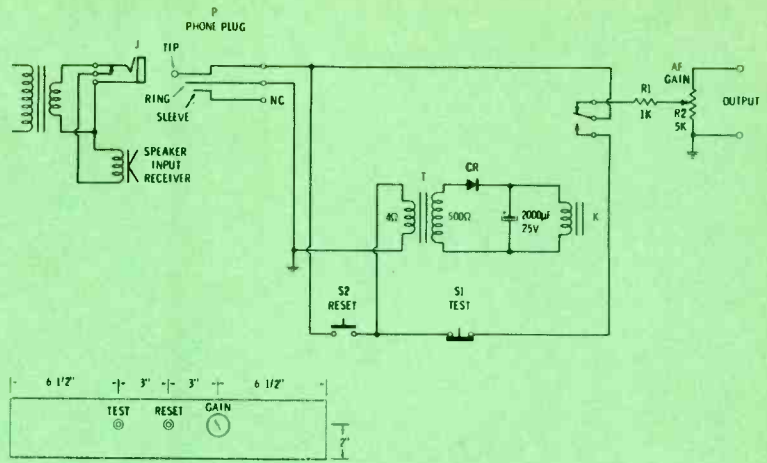 P
PHONE PLUG
J
TIP
RING
NC
SLEEVE
SPEAKER
INPUT
RECEIVER
AF
GAIN
R1
1K
R2
5K
OUTPUT
T
CR
4Ω
500Ω
2000µF
25V
K
S2
RESET
S1
TEST
6 1/2" 3" 3" 6 1/2"
TEST RESET GAIN
2"